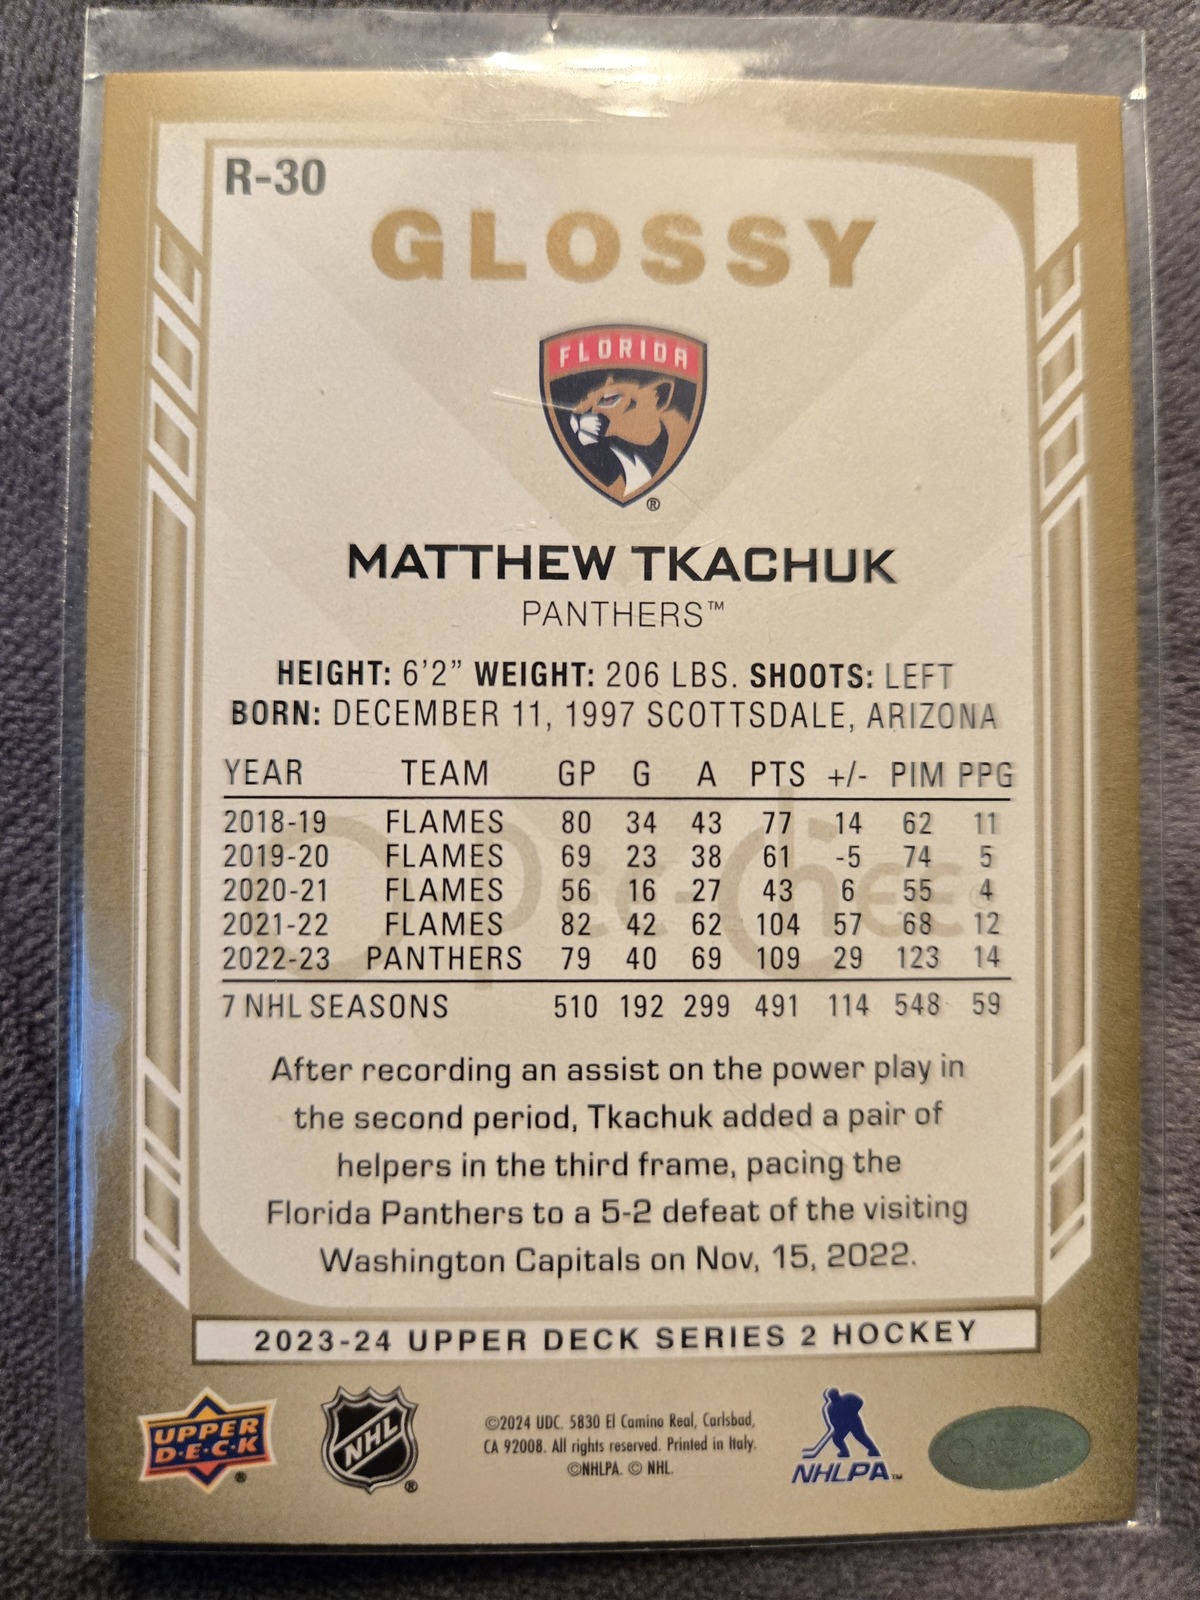 R-30
GLOSSY
FLORIDA
®
MATTHEW TKACHUK
PANTHERS™
HEIGHT: 6'2" WEIGHT: 206 LBS. SHOOTS: LEFT
BORN: DECEMBER 11, 1997 SCOTTSDALE, ARIZONA
YEAR TEAM GP G A PTS +/- PIM PPG
2018-19 FLAMES 80 34 43 77 14 62 11
2019-20 FLAMES 69 23 38 61 -5 74 5
2020-21 FLAMES 56 16 27 43 6 55 4
2021-22 FLAMES 82 42 62 104 57 68 12
2022-23 PANTHERS 79 40 69 109 29 123 14
7 NHL SEASONS 510 192 299 491 114 548 59
After recording an assist on the power play in
the second period, Tkachuk added a pair of
helpers in the third frame, pacing the
Florida Panthers to a 5-2 defeat of the visiting
Washington Capitals on Nov, 15, 2022.
2023-24 UPPER DECK SERIES 2 HOCKEY
UPPER
D·E·C·K
®
NHL
®
©2024 UDC. 5830 El Camino Real, Carlsbad,
CA 92008. All rights reserved. Printed in Italy.
©NHLPA. © NHL.
NHLPA™